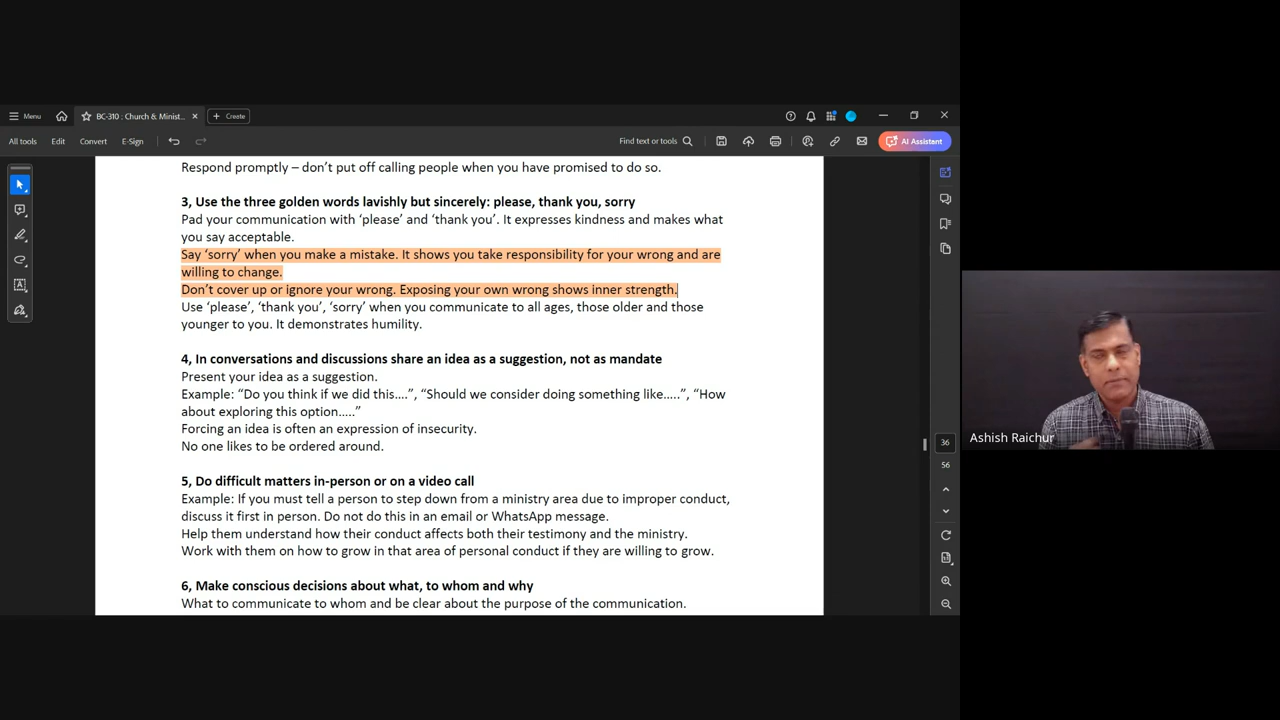 Menu
BC-310 : Church & Minist...
Create
All tools
Edit
Convert
E-Sign
Find text or tools
AI Assistant
Respond promptly – don’t put off calling people when you have promised to do so.
3, Use the three golden words lavishly but sincerely: please, thank you, sorry
Pad your communication with ‘please’ and ‘thank you’. It expresses kindness and makes what
you say acceptable.
Say ‘sorry’ when you make a mistake. It shows you take responsibility for your wrong and are
willing to change.
Don’t cover up or ignore your wrong. Exposing your own wrong shows inner strength.
Use ‘please’, ‘thank you’, ‘sorry’ when you communicate to all ages, those older and those
younger to you. It demonstrates humility.
4, In conversations and discussions share an idea as a suggestion, not as mandate
Present your idea as a suggestion.
Example: “Do you think if we did this....”, “Should we consider doing something like.....”, “How
about exploring this option.....”
Forcing an idea is often an expression of insecurity.
No one likes to be ordered around.
5, Do difficult matters in-person or on a video call
Example: If you must tell a person to step down from a ministry area due to improper conduct,
discuss it first in person. Do not do this in an email or WhatsApp message.
Help them understand how their conduct affects both their testimony and the ministry.
Work with them on how to grow in that area of personal conduct if they are willing to grow.
6, Make conscious decisions about what, to whom and why
What to communicate to whom and be clear about the purpose of the communication.
36
56
Ashish Raichur